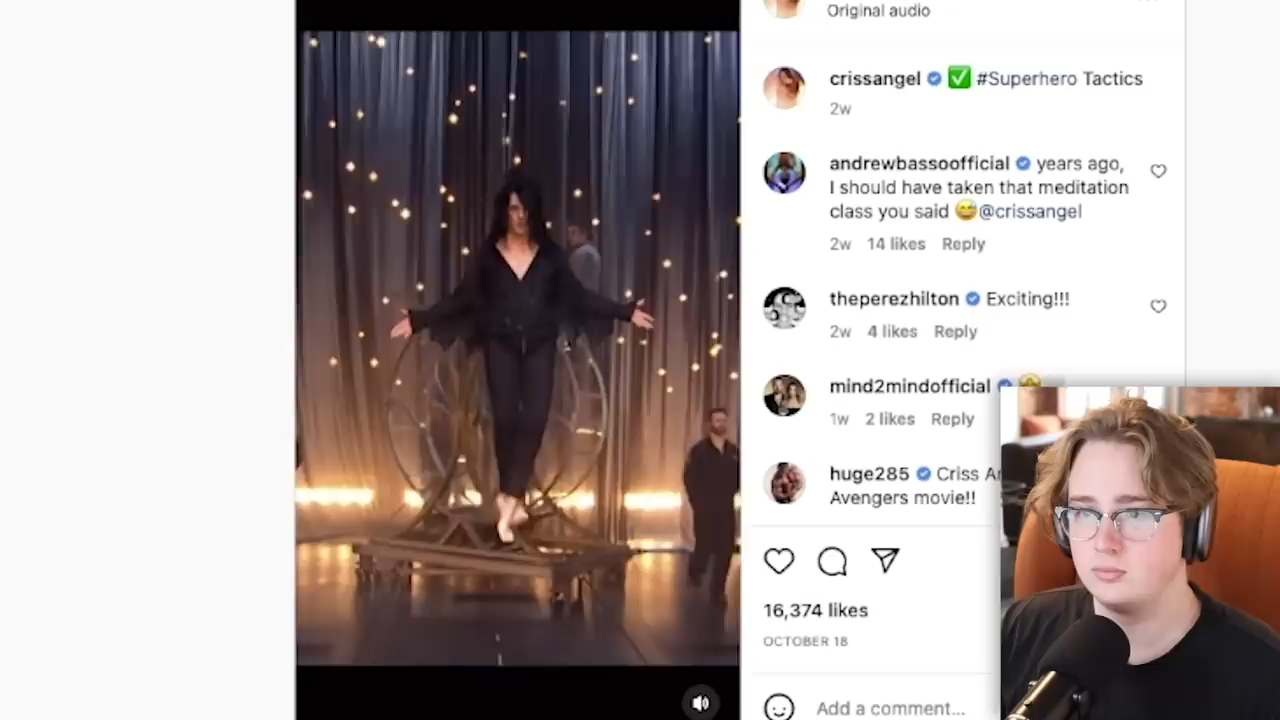 Original audio
crissangel ✅ #Superhero Tactics
2w
andrewbassoofficial years ago,
I should have taken that meditation
class you said 😅 @crissangel
2w 14 likes Reply
theperezhilton Exciting!!!
2w 4 likes Reply
mind2mindofficial
1w 2 likes Reply
huge285 Criss
Avengers movie!!
16,374 likes
OCTOBER 18
Add a comment...